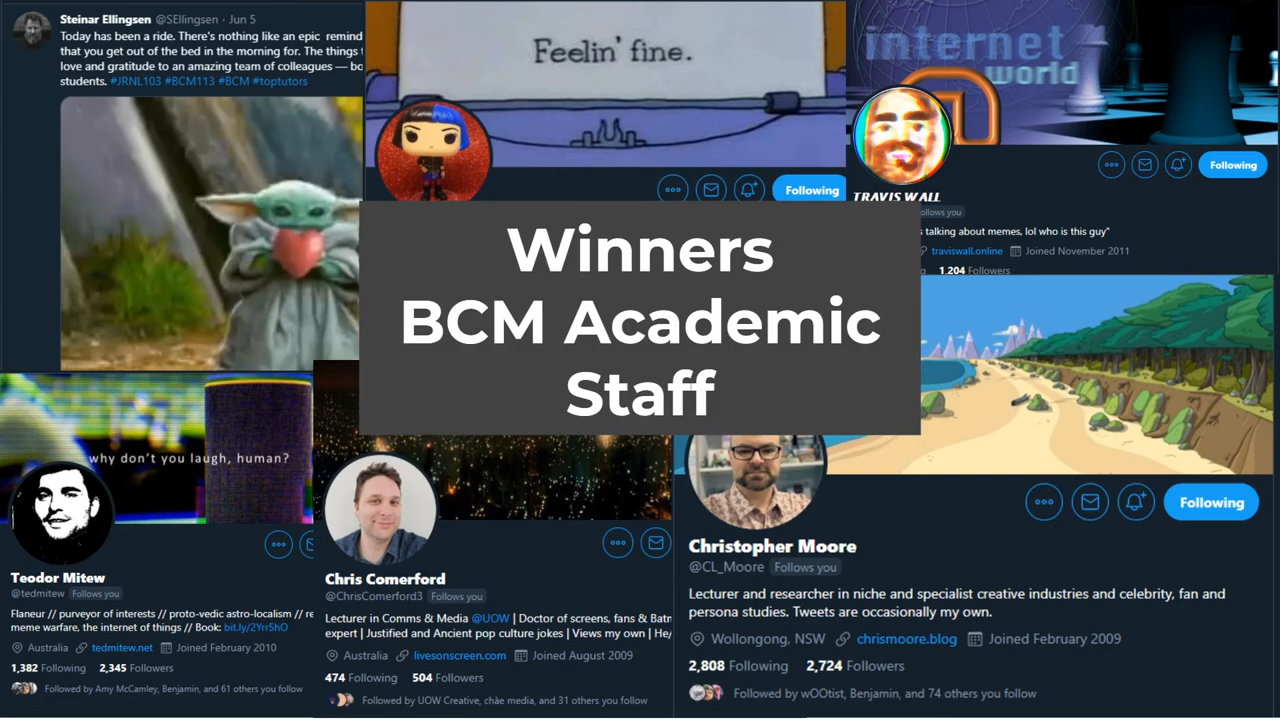 Steinar Ellingsen @SEllingsen · Jun 5
Today has been a ride. There's nothing like an epic remind
that you get out of the bed in the morning for. The things
love and gratitude to an amazing team of colleagues — bo
students. #JRNL103 #BCM113 #BCM #toptutors
Feelin' fine.
Following
internet
world
Following
TRAVIS WALL
ollows you
s talking about memes, lol who is this guy"
traviswall.online Joined November 2011
1,204 Followers
Winners
BCM Academic
Staff
why don't you laugh, human?
Teodor Mitew
@tedmitew Follows you
Flaneur // purveyor of interests // proto-vedic astro-localism // re
meme warfare, the internet of things // Book: bit.ly/2Yrr5hO
Australia tedmitew.net Joined February 2010
1,382 Following 2,345 Followers
Followed by Amy McCamley, Benjamin, and 61 others you follow
Chris Comerford
@ChrisComerford3 Follows you
Lecturer in Comms & Media @UOW | Doctor of screens, fans & Batm
expert | Justified and Ancient pop culture jokes | Views my own | He/
Australia livesonscreen.com Joined August 2009
474 Following 504 Followers
Followed by UOW Creative, chàe media, and 31 others you follow
Following
Christopher Moore
@CL_Moore Follows you
Lecturer and researcher in niche and specialist creative industries and celebrity, fan and
persona studies. Tweets are occasionally my own.
Wollongong, NSW chrismoore.blog Joined February 2009
2,808 Following 2,724 Followers
Followed by wOOtist, Benjamin, and 74 others you follow